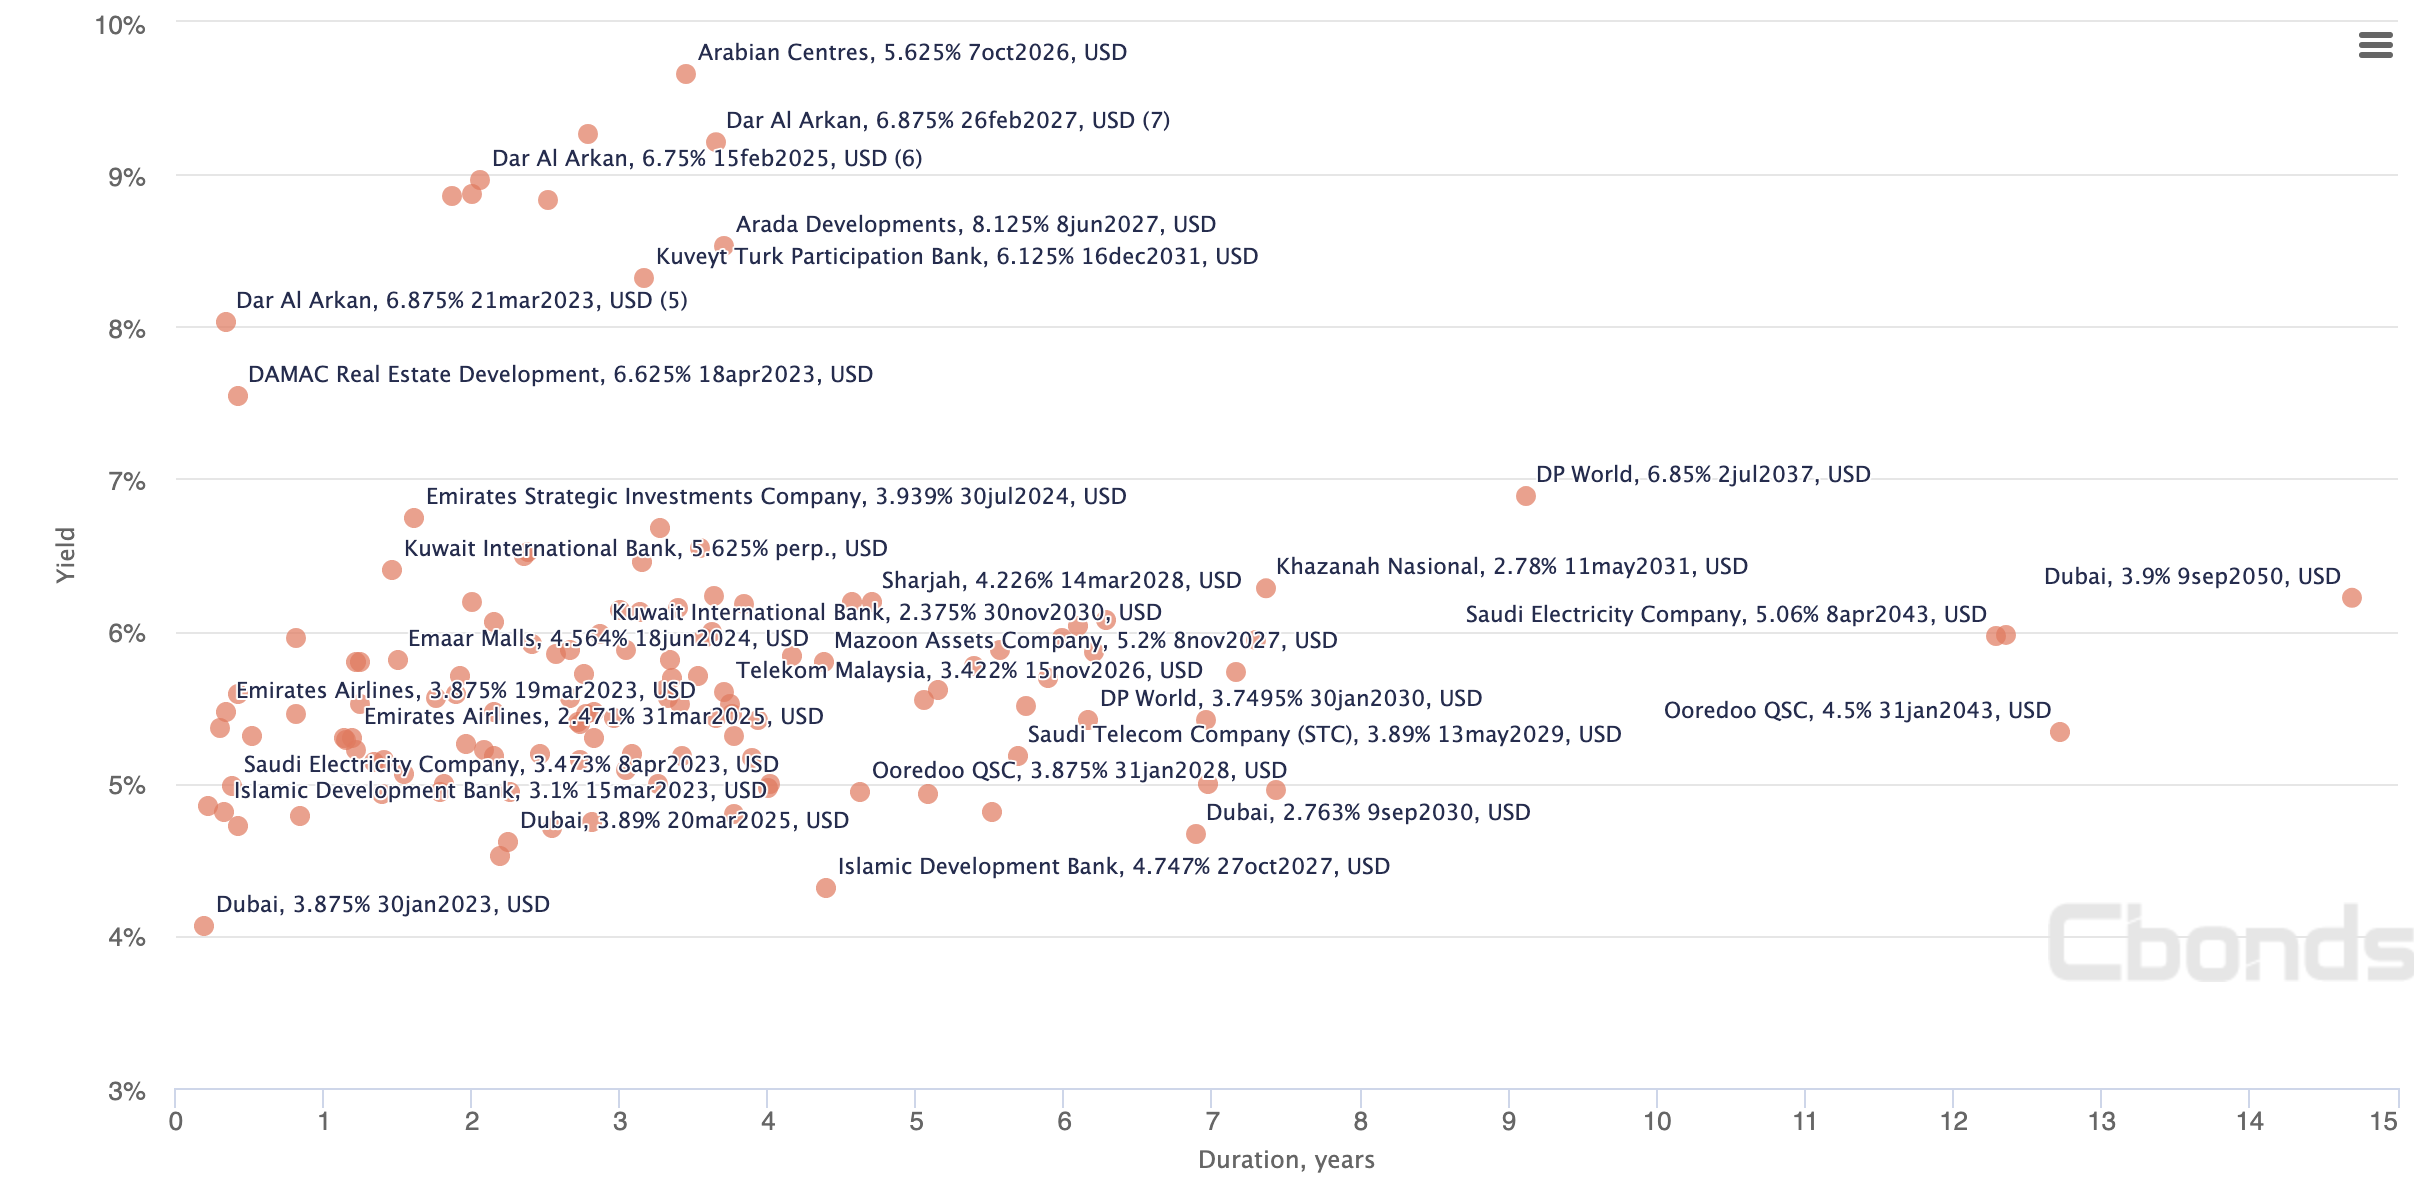 10%
Arabian Centres, 5.625% 7oct2026, USD
Dar Al Arkan, 6.875% 26feb2027, USD (7)
Dar Al Arkan, 6.75% 15feb2025, USD (6)
9%
Arada Developments, 8.125% 8jun2027, USD
Kuveyt Turk Participation Bank, 6.125% 16dec2031, USD
Dar Al Arkan, 6.875% 21mar2023, USD (5)
8%
DAMAC Real Estate Development, 6.625% 18apr2023, USD
DP World, 6.85% 2jul2037, USD
7%
Emirates Strategic Investments Company, 3.939% 30jul2024, USD
Kuwait International Bank, 5.625% perp., USD
Yield
Khazanah Nasional, 2.78% 11may2031, USD
Dubai, 3.9% 9sep2050, USD
Sharjah, 4.226% 14mar2028, USD
Kuwait International Bank, 2.375% 30nov2030, USD
Saudi Electricity Company, 5.06% 8apr2043, USD
6%
Emaar Malls, 4.564% 18jun2024, USD
Mazoon Assets Company, 5.2% 8nov2027, USD
Telekom Malaysia, 3.422% 15nov2026, USD
Emirates Airlines, 3.875% 19mar2023, USD
DP World, 3.7495% 30jan2030, USD
Ooredoo QSC, 4.5% 31jan2043, USD
Emirates Airlines, 2.471% 31mar2025, USD
Saudi Telecom Company (STC), 3.89% 13may2029, USD
Saudi Electricity Company, 3.473% 8apr2023, USD
Ooredoo QSC, 3.875% 31jan2028, USD
5%
Islamic Development Bank, 3.1% 15mar2023, USD
Dubai, 3.89% 20mar2025, USD
Dubai, 2.763% 9sep2030, USD
Islamic Development Bank, 4.747% 27oct2027, USD
Dubai, 3.875% 30jan2023, USD
4%
Cbonds
3%
0 1 2 3 4 5 6 7 8 9 10 11 12 13 14 15
Duration, years